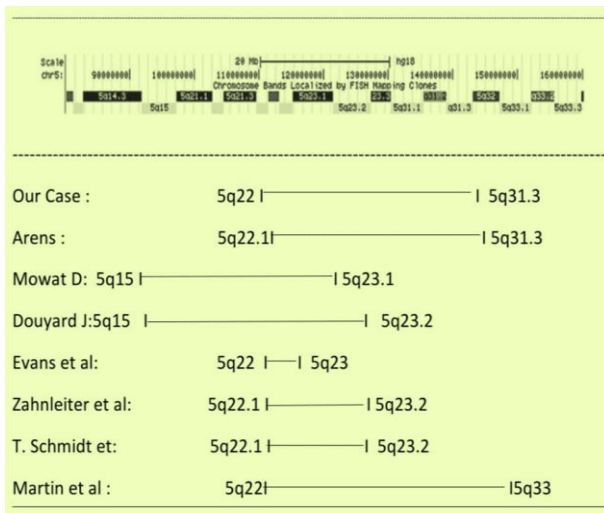 Scale 20 Mb hg18
chr5: 90000000 100000000 110000000 120000000 130000000 140000000 150000000 160000000
Chromosome Bands Localized by FISH Mapping Clones
5q14.3 5q21.1 5q21.3 5q23.1 23.3 5q32
5q15 5q23.2 5q31.1 q31.3 5q33.1 5q33.3
Our Case : 5q22 5q31.3
Arens : 5q22.1 5q31.3
Mowat D: 5q15 5q23.1
Douyard J:5q15 5q23.2
Evans et al: 5q22 5q23
Zahnleiter et al: 5q22.1 5q23.2
T. Schmidt et: 5q22.1 5q23.2
Martin et al : 5q22 5q33